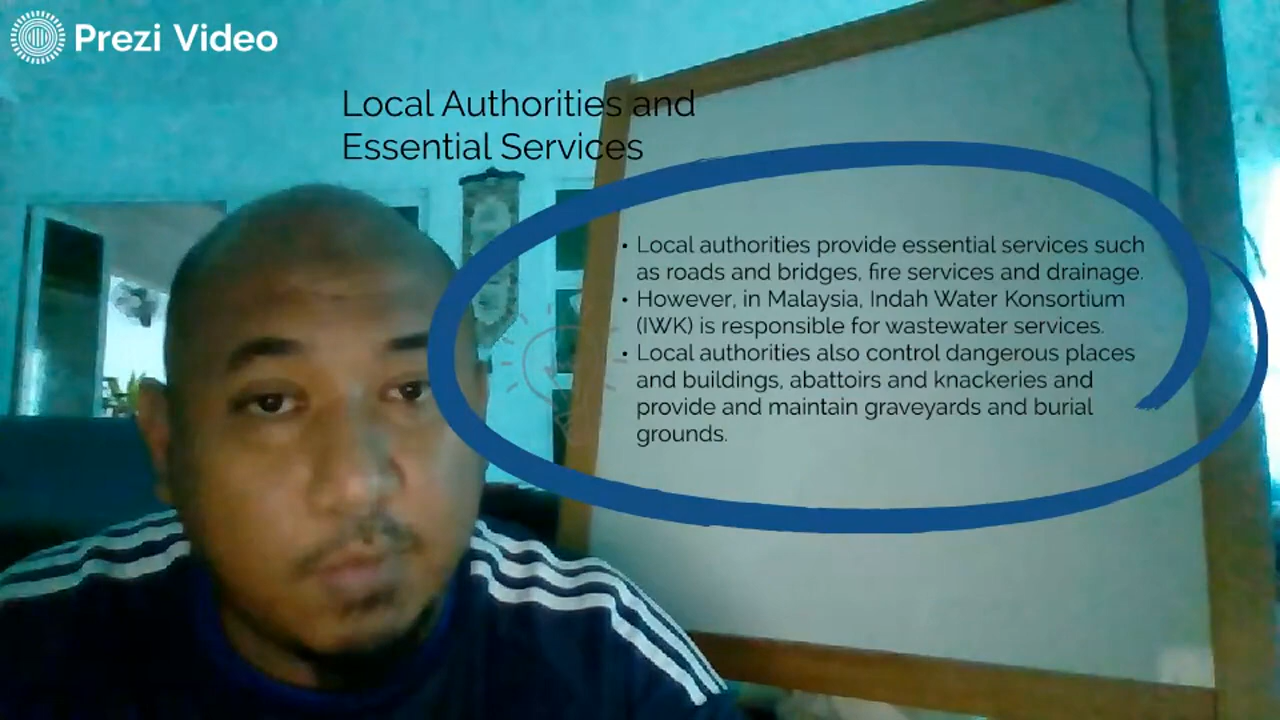 Prezi Video
Local Authorities and
Essential Services
• Local authorities provide essential services such
as roads and bridges, fire services and drainage.
• However, in Malaysia, Indah Water Konsortium
(IWK) is responsible for wastewater services.
• Local authorities also control dangerous places
and buildings, abattoirs and knackeries and
provide and maintain graveyards and burial
grounds.